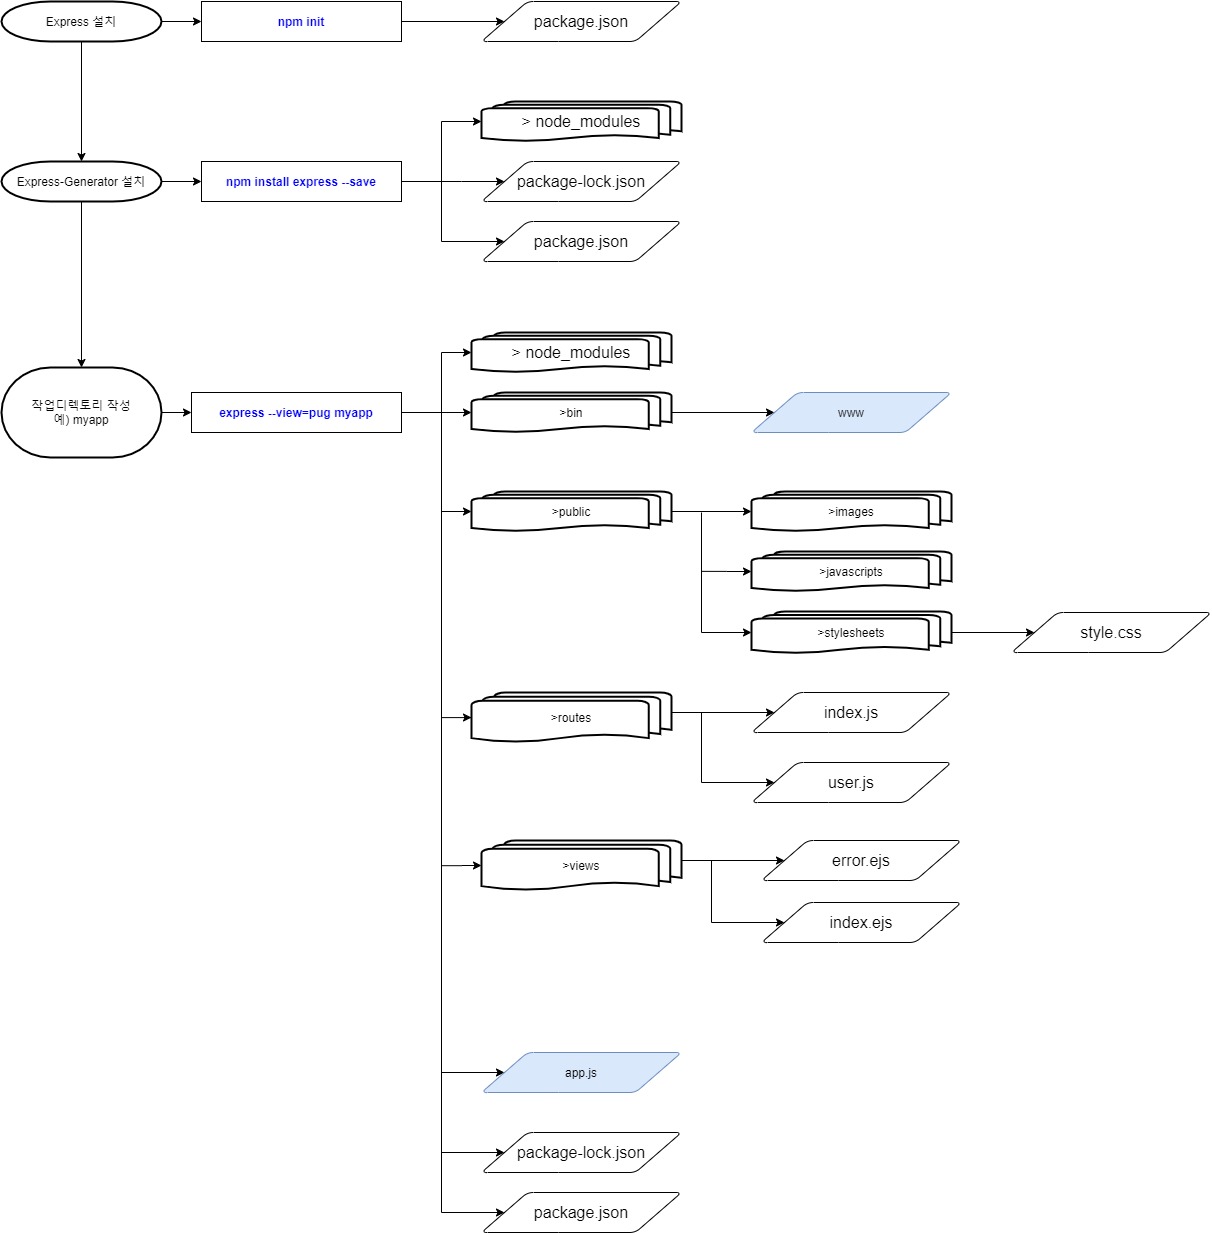 Express 설치
npm init
package.json
> node_modules
Express-Generator 설치
npm install express --save
package-lock.json
package.json
> node_modules
작업디렉토리 작성
예) myapp
express --view=pug myapp
>bin
www
>public
>images
>javascripts
>stylesheets
style.css
>routes
index.js
user.js
>views
error.ejs
index.ejs
app.js
package-lock.json
package.json